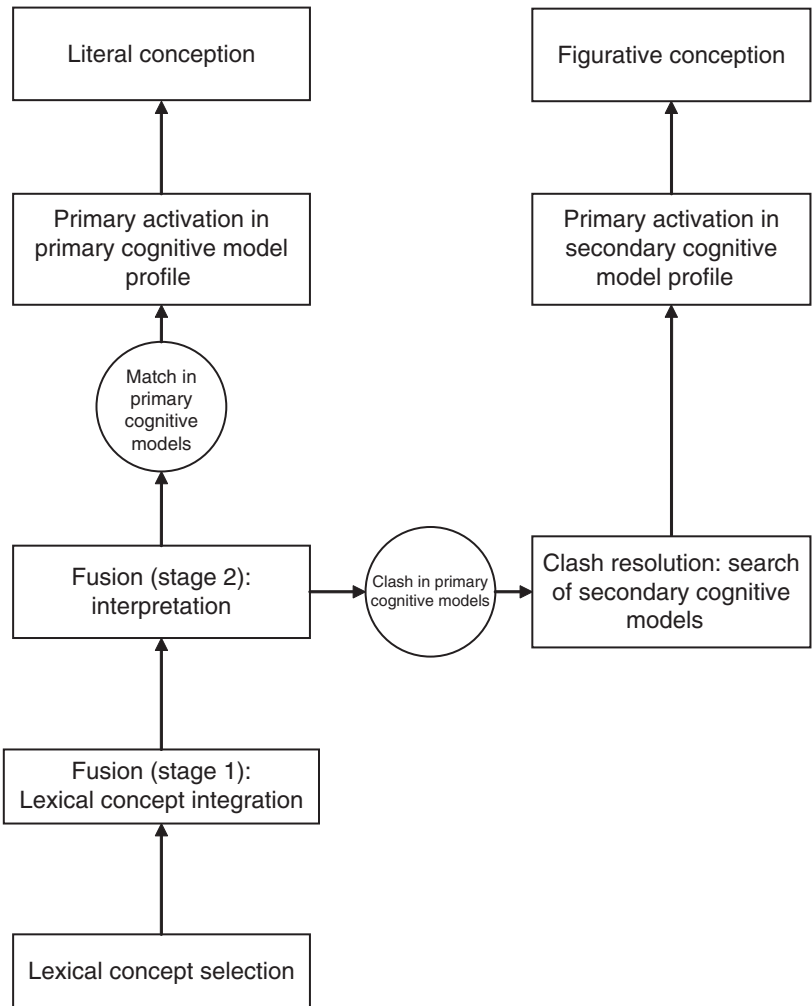 Literal conception
Figurative conception
Primary activation in
primary cognitive model
profile
Primary activation in
secondary cognitive
model profile
Match in
primary
cognitive
models
Fusion (stage 2):
interpretation
Clash in primary
cognitive models
Clash resolution: search
of secondary cognitive
models
Fusion (stage 1):
Lexical concept integration
Lexical concept selection